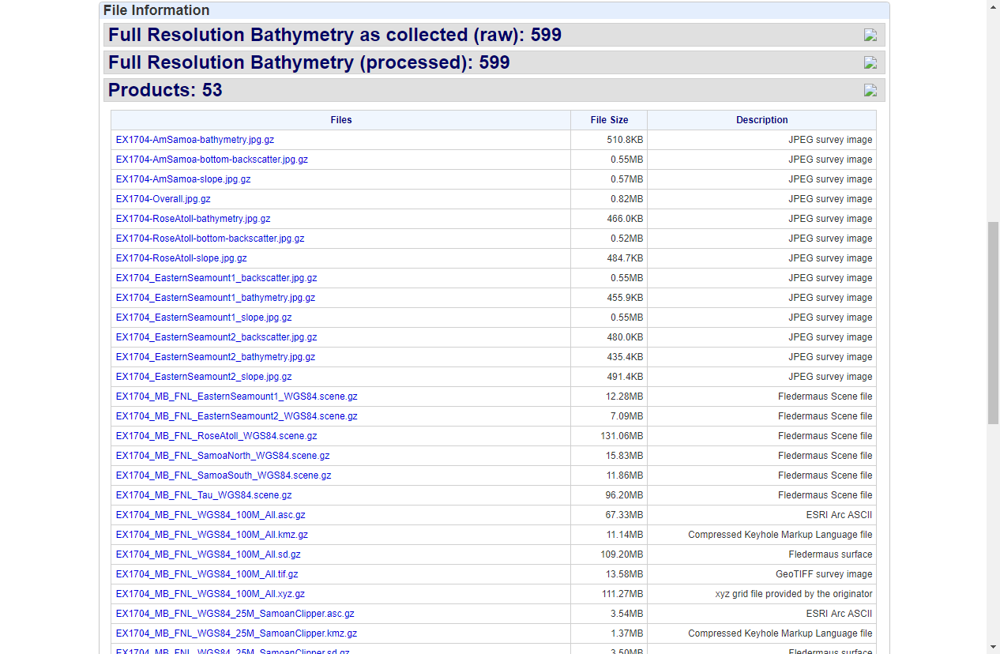 File Information
Full Resolution Bathymetry as collected (raw): 599
Full Resolution Bathymetry (processed): 599
Products: 53
Files File Size Description
EX1704-AmSamoa-bathymetry.jpg.gz 510.8KB JPEG survey image
EX1704-AmSamoa-bottom-backscatter.jpg.gz 0.55MB JPEG survey image
EX1704-AmSamoa-slope.jpg.gz 0.57MB JPEG survey image
EX1704-Overall.jpg.gz 0.82MB JPEG survey image
EX1704-RoseAtoll-bathymetry.jpg.gz 466.0KB JPEG survey image
EX1704-RoseAtoll-bottom-backscatter.jpg.gz 0.52MB JPEG survey image
EX1704-RoseAtoll-slope.jpg.gz 484.7KB JPEG survey image
EX1704_EasternSeamount1_backscatter.jpg.gz 0.55MB JPEG survey image
EX1704_EasternSeamount1_bathymetry.jpg.gz 455.9KB JPEG survey image
EX1704_EasternSeamount1_slope.jpg.gz 0.55MB JPEG survey image
EX1704_EasternSeamount2_backscatter.jpg.gz 480.0KB JPEG survey image
EX1704_EasternSeamount2_bathymetry.jpg.gz 435.4KB JPEG survey image
EX1704_EasternSeamount2_slope.jpg.gz 491.4KB JPEG survey image
EX1704_MB_FNL_EasternSeamount1_WGS84.scene.gz 12.28MB Fledermaus Scene file
EX1704_MB_FNL_EasternSeamount2_WGS84.scene.gz 7.09MB Fledermaus Scene file
EX1704_MB_FNL_RoseAtoll_WGS84.scene.gz 131.06MB Fledermaus Scene file
EX1704_MB_FNL_SamoaNorth_WGS84.scene.gz 15.83MB Fledermaus Scene file
EX1704_MB_FNL_SamoaSouth_WGS84.scene.gz 11.86MB Fledermaus Scene file
EX1704_MB_FNL_Tau_WGS84.scene.gz 96.20MB Fledermaus Scene file
EX1704_MB_FNL_WGS84_100M_All.asc.gz 67.33MB ESRI Arc ASCII
EX1704_MB_FNL_WGS84_100M_All.kmz.gz 11.14MB Compressed Keyhole Markup Language file
EX1704_MB_FNL_WGS84_100M_All.sd.gz 109.20MB Fledermaus surface
EX1704_MB_FNL_WGS84_100M_All.tif.gz 13.58MB GeoTIFF survey image
EX1704_MB_FNL_WGS84_100M_All.xyz.gz 111.27MB xyz grid file provided by the originator
EX1704_MB_FNL_WGS84_25M_SamoanClipper.asc.gz 3.54MB ESRI Arc ASCII
EX1704_MB_FNL_WGS84_25M_SamoanClipper.kmz.gz 1.37MB Compressed Keyhole Markup Language file
EX1704_MB_FNL_WGS84_25M_SamoanClipper.sd.gz 3.50MB Fledermaus surface